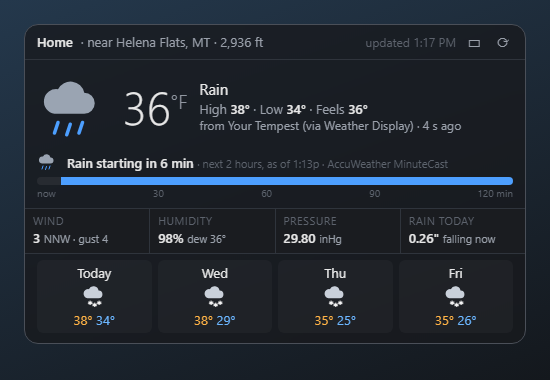 Home · near Helena Flats, MT · 2,936 ft updated 1:17 PM
36°F
Rain
High 38° · Low 34° · Feels 36°
from Your Tempest (via Weather Display) · 4 s ago
Rain starting in 6 min · next 2 hours, as of 1:13p · AccuWeather MinuteCast
now 30 60 90 120 min
WIND HUMIDITY PRESSURE RAIN TODAY
3 NNW · gust 4 98% dew 36° 29.80 inHg 0.26" falling now
Today Wed Thu Fri
38° 34° 38° 29° 35° 25° 35° 26°